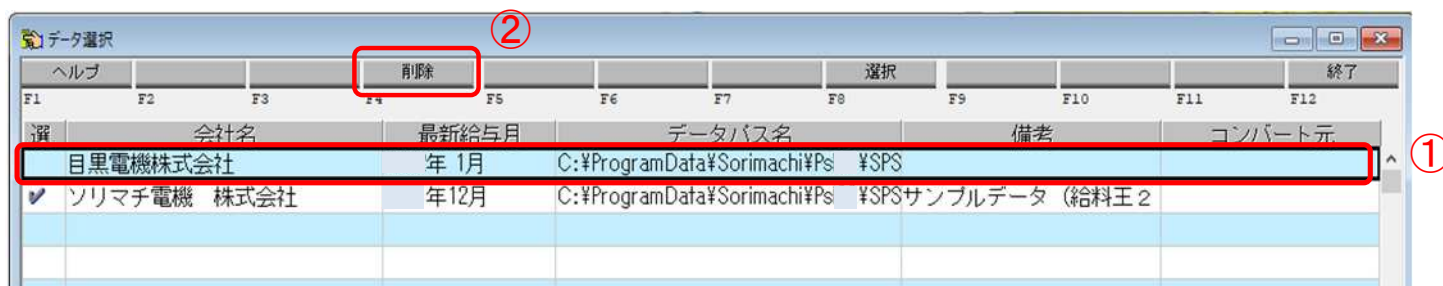 ②
データ選択
ヘルプ 削除 選択 終了
F1 F2 F3 F4 F5 F6 F7 F8 F9 F10 F11 F12
選 会社名 最新給与月 データパス名 備考 コンバート元
目黒電機株式会社 年 1月 C:¥ProgramData¥Sorimachi¥Ps ¥SPS
①
✔ ソリマチ電機 株式会社 年12月 C:¥ProgramData¥Sorimachi¥Ps ¥SPS サンプルデータ (給料王2